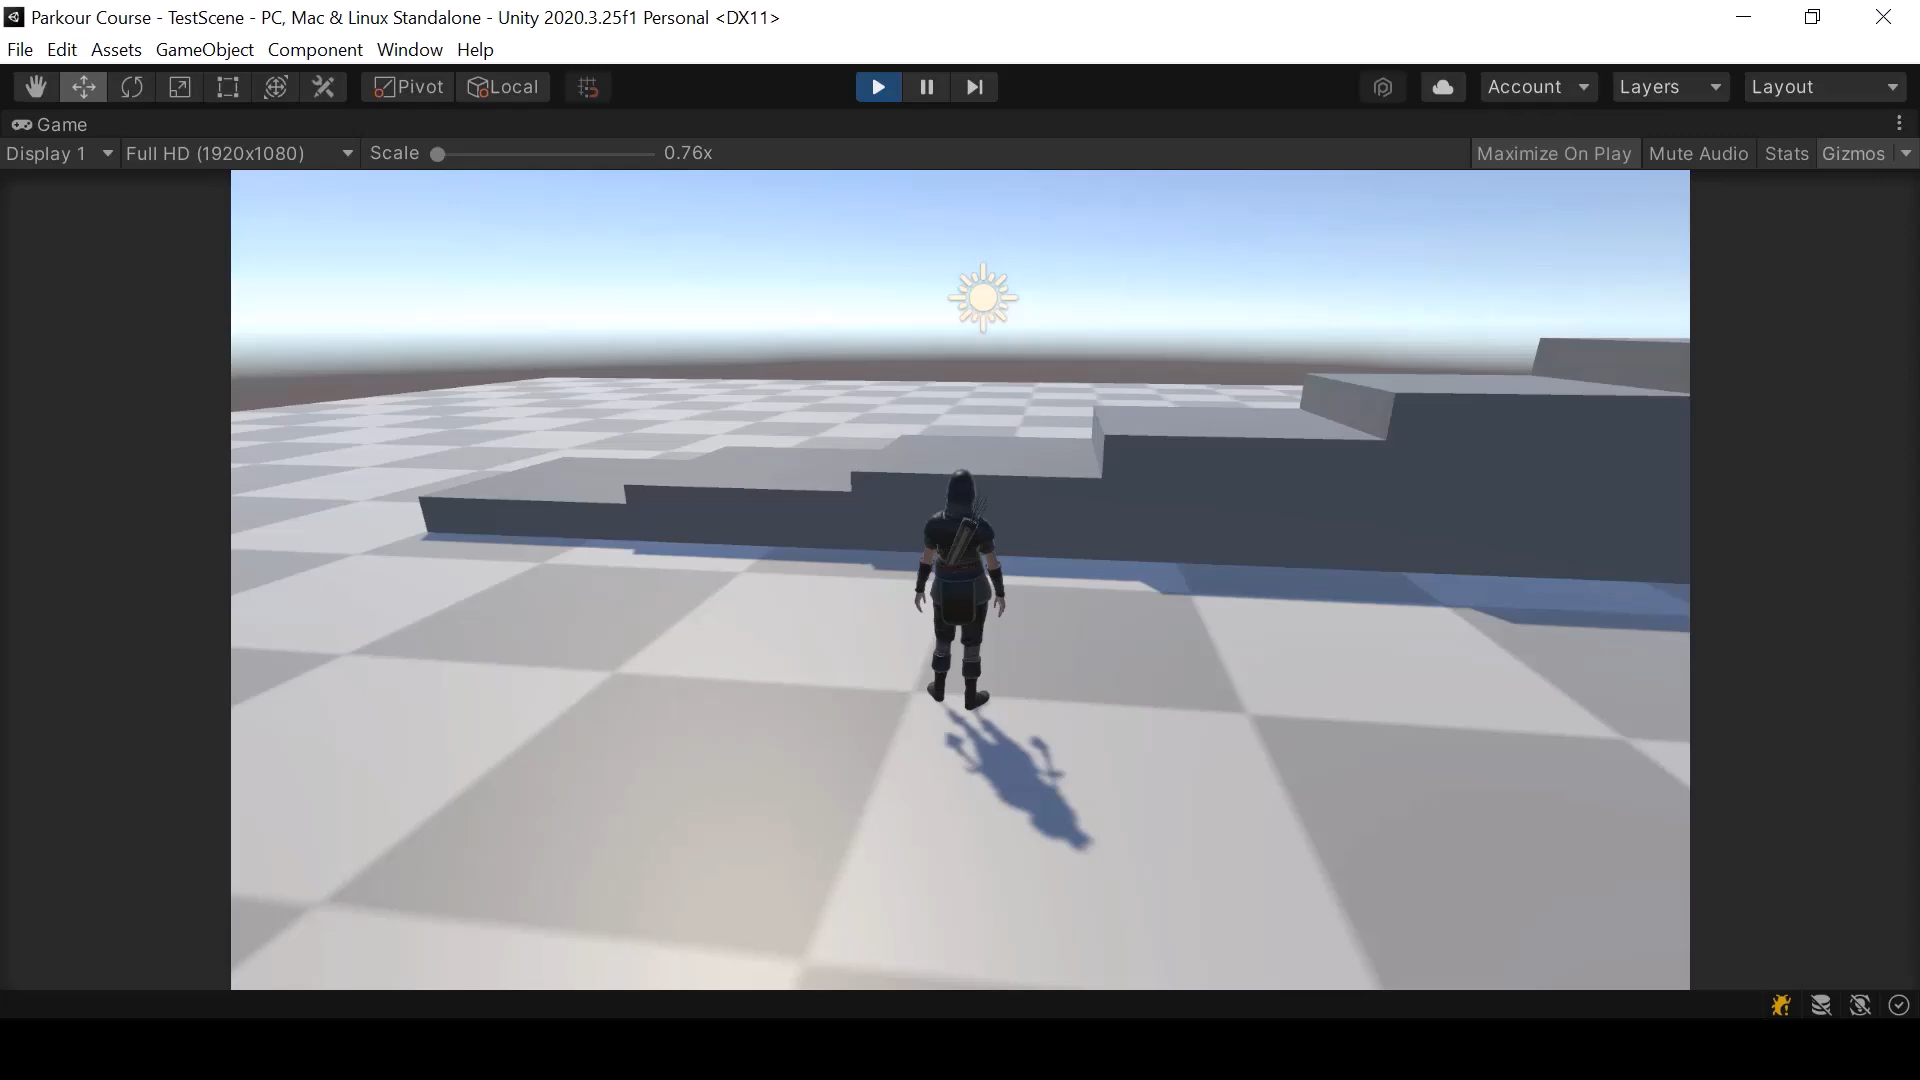 Parkour Course - TestScene - PC, Mac & Linux Standalone - Unity 2020.3.25f1 Personal <DX11>
File Edit Assets GameObject Component Window Help
Pivot Local Account Layers Layout
Game
Display 1 Full HD (1920x1080) Scale 0.76x Maximize On Play Mute Audio Stats Gizmos